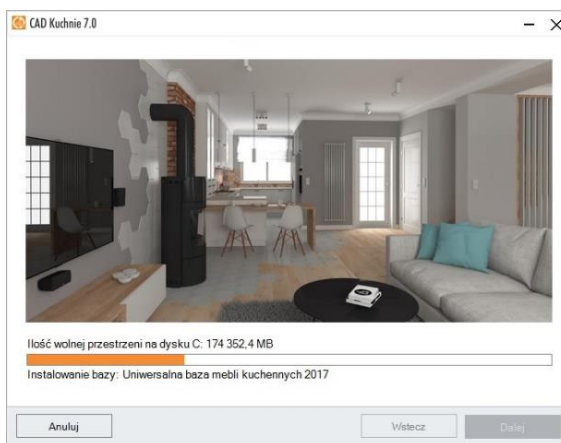 CAD Kuchnie 7.0
Ilość wolnej przestrzeni na dysku C: 174 352,4 MB
Instalowanie bazy: Uniwersalna baza mebli kuchennych 2017
Anuluj
Wstecz
Dalej